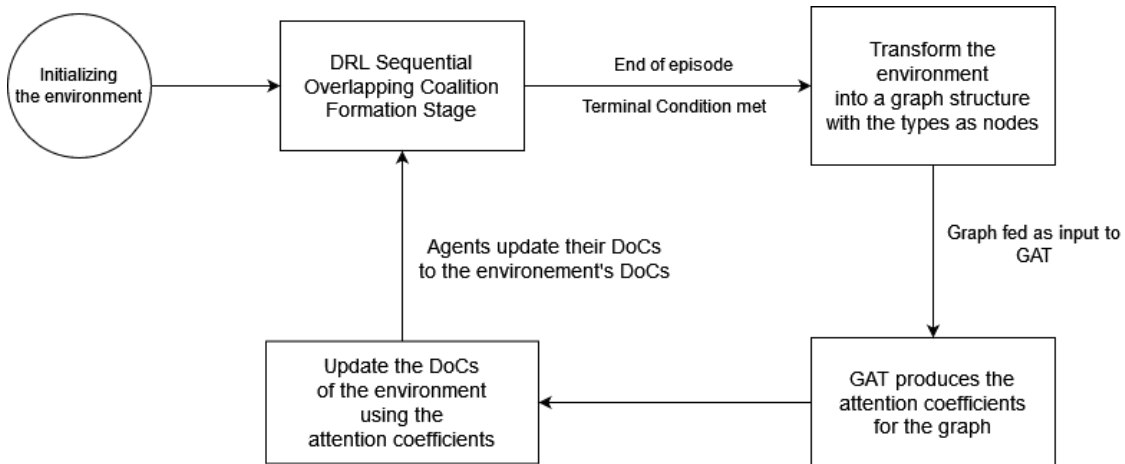 Initializing
the environment
DRL Sequential
Overlapping Coalition
Formation Stage
End of episode
Terminal Condition met
Transform the
environment
into a graph structure
with the types as nodes
Graph fed as input to
GAT
GAT produces the
attention coefficients
for the graph
Update the DoCs
of the environment
using the
attention coefficients
Agents update their DoCs
to the environement's DoCs